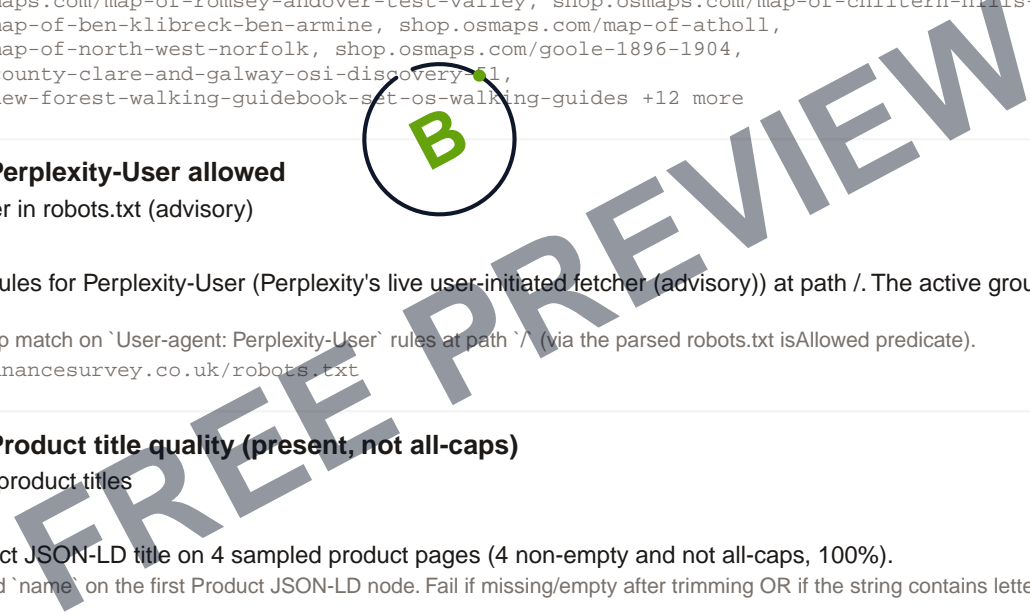 aps.com/map-of-romsey-andover-test-valley, shop.osmaps.com/map-of-chiltern-hills-
ap-of-ben-klibreck-ben-armine, shop.osmaps.com/map-of-atholl,
ap-of-north-west-norfolk, shop.osmaps.com/goole-1896-1904,
county-clare-and-galway-osi-discovery-51,
ew-forest-walking-guidebook-set-os-walking-guides +12 more
B
Perplexity-User allowed
er in robots.txt (advisory)
ules for Perplexity-User (Perplexity's live user-initiated fetcher (advisory)) at path /. The active grou
p match on `User-agent: Perplexity-User` rules at path `/` (via the parsed robots.txt isAllowed predicate).
nancesurvey.co.uk/robots.txt
Product title quality (present, not all-caps)
product titles
ct JSON-LD title on 4 sampled product pages (4 non-empty and not all-caps, 100%).
d `name` on the first Product JSON-LD node. Fail if missing/empty after trimming OR if the string contains lette
FREE PREVIEW